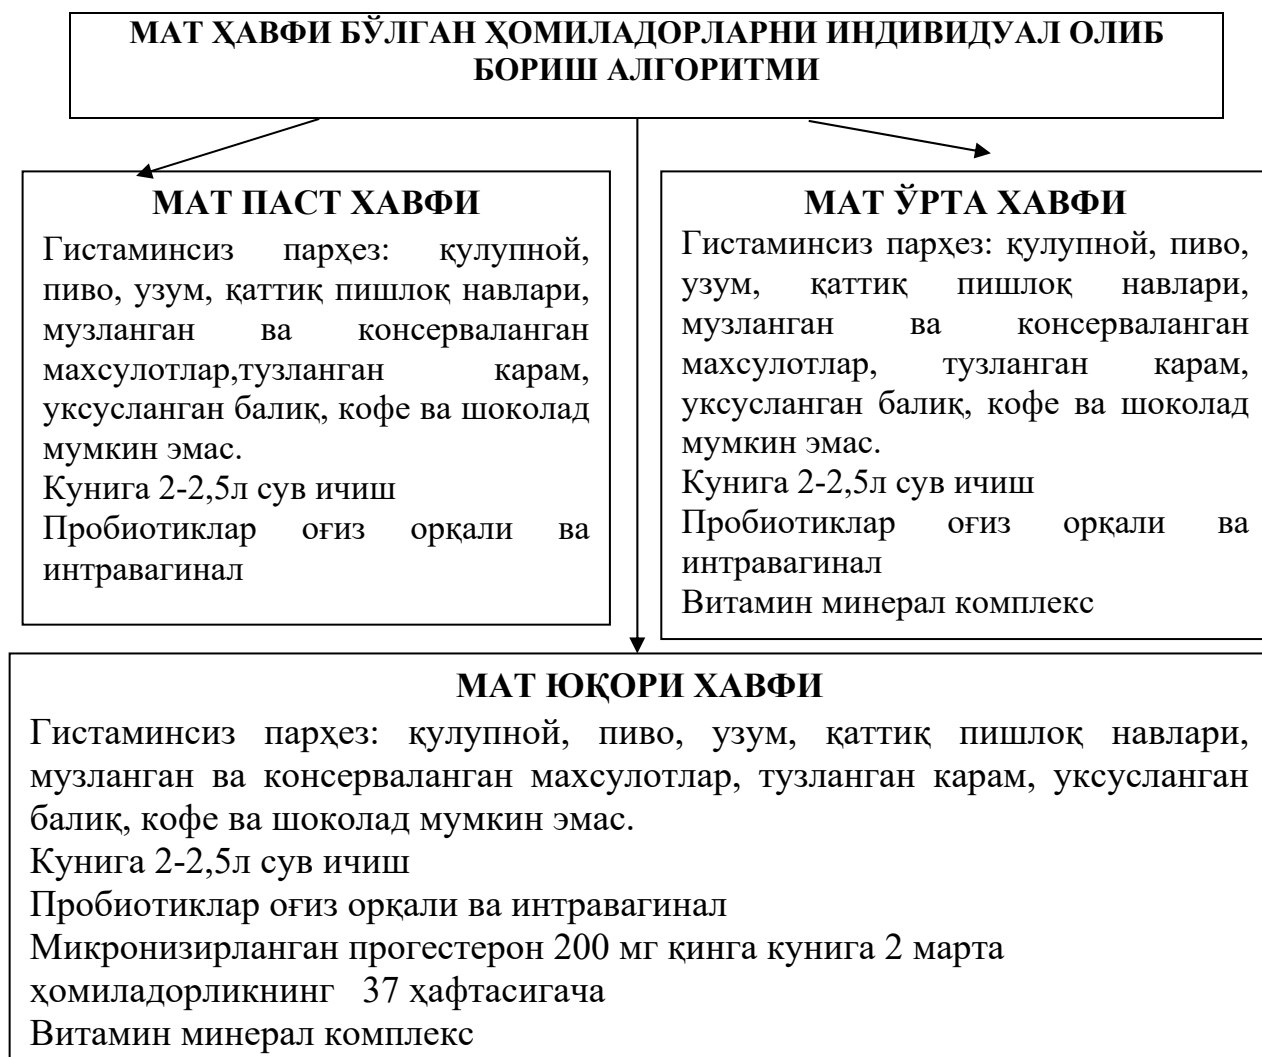 МАТ ҲАВФИ БЎЛГАН ҲОМИЛАДОРЛАРНИ ИНДИВИДУАЛ ОЛИБ
БОРИШ АЛГОРИТМИ
МАТ ПАСТ ХАВФИ
Гистаминсиз парҳез: қулупной,
пиво, узум, қаттиқ пишлоқ навлари,
музланган ва консерваланган
махсулотлар,тузланган карам,
уксусланган балиқ, кофе ва шоколад
мумкин эмас.
Кунига 2-2,5л сув ичиш
Пробиотиклар оғиз орқали ва
интравагинал
МАТ ЎРТА ХАВФИ
Гистаминсиз парҳез: қулупной, пиво,
узум, қаттиқ пишлоқ навлари,
музланган ва консерваланган
махсулотлар, тузланган карам,
уксусланган балиқ, кофе ва шоколад
мумкин эмас.
Кунига 2-2,5л сув ичиш
Пробиотиклар оғиз орқали ва
интравагинал
Витамин минерал комплекс
МАТ ЮҚОРИ ХАВФИ
Гистаминсиз парҳез: қулупной, пиво, узум, қаттиқ пишлоқ навлари,
музланган ва консерваланган махсулотлар, тузланган карам, уксусланган
балиқ, кофе ва шоколад мумкин эмас.
Кунига 2-2,5л сув ичиш
Пробиотиклар оғиз орқали ва интравагинал
Микронизирланган прогестерон 200 мг қинга кунига 2 марта
ҳомиладорликнинг 37 ҳафтасигача
Витамин минерал комплекс